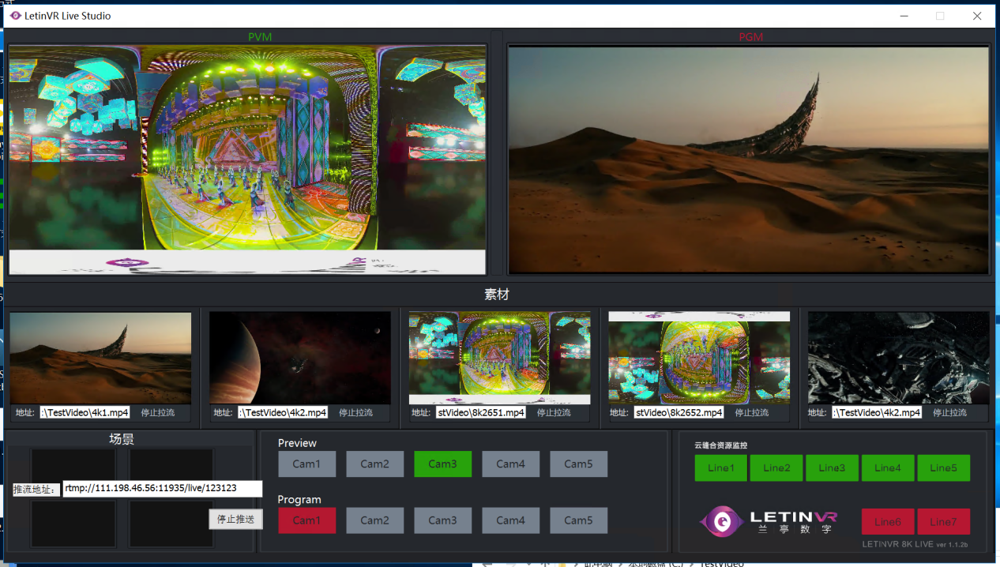 LetinVR Live Studio
PVM
PGM
素材
地址: :\TestVideo\4k1.mp4 停止拉流
地址: :\TestVideo\4k2.mp4 停止拉流
地址: stVideo\8k2651.mp4 停止拉流
地址: stVideo\8k2652.mp4 停止拉流
地址: :\TestVideo\4k2.mp4 停止拉流
场景
推流地址: rtmp://111.198.46.56:11935/live/123123
停止推送
Preview
Cam1 Cam2 Cam3 Cam4 Cam5
Program
Cam1 Cam2 Cam3 Cam4 Cam5
云缝合资源监控
Line1 Line2 Line3 Line4 Line5
LETINVR
兰亭数字
Line6 Line7
LETINVR 8K LIVE ver 1.1.2b
TestVideo